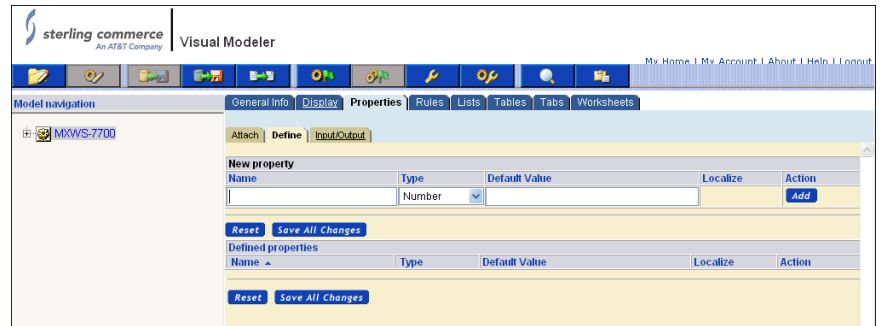 sterling commerce
An AT&T Company
Visual Modeler
My Home | My Account | About | Help | Logout
Model navigation
General Info Display Properties Rules Lists Tables Tabs Worksheets
MXWS-7700
Attach Define Input/Output
New property
Name Type Default Value Localize Action
Number Add
Reset Save All Changes
Defined properties
Name Type Default Value Localize Action
Reset Save All Changes